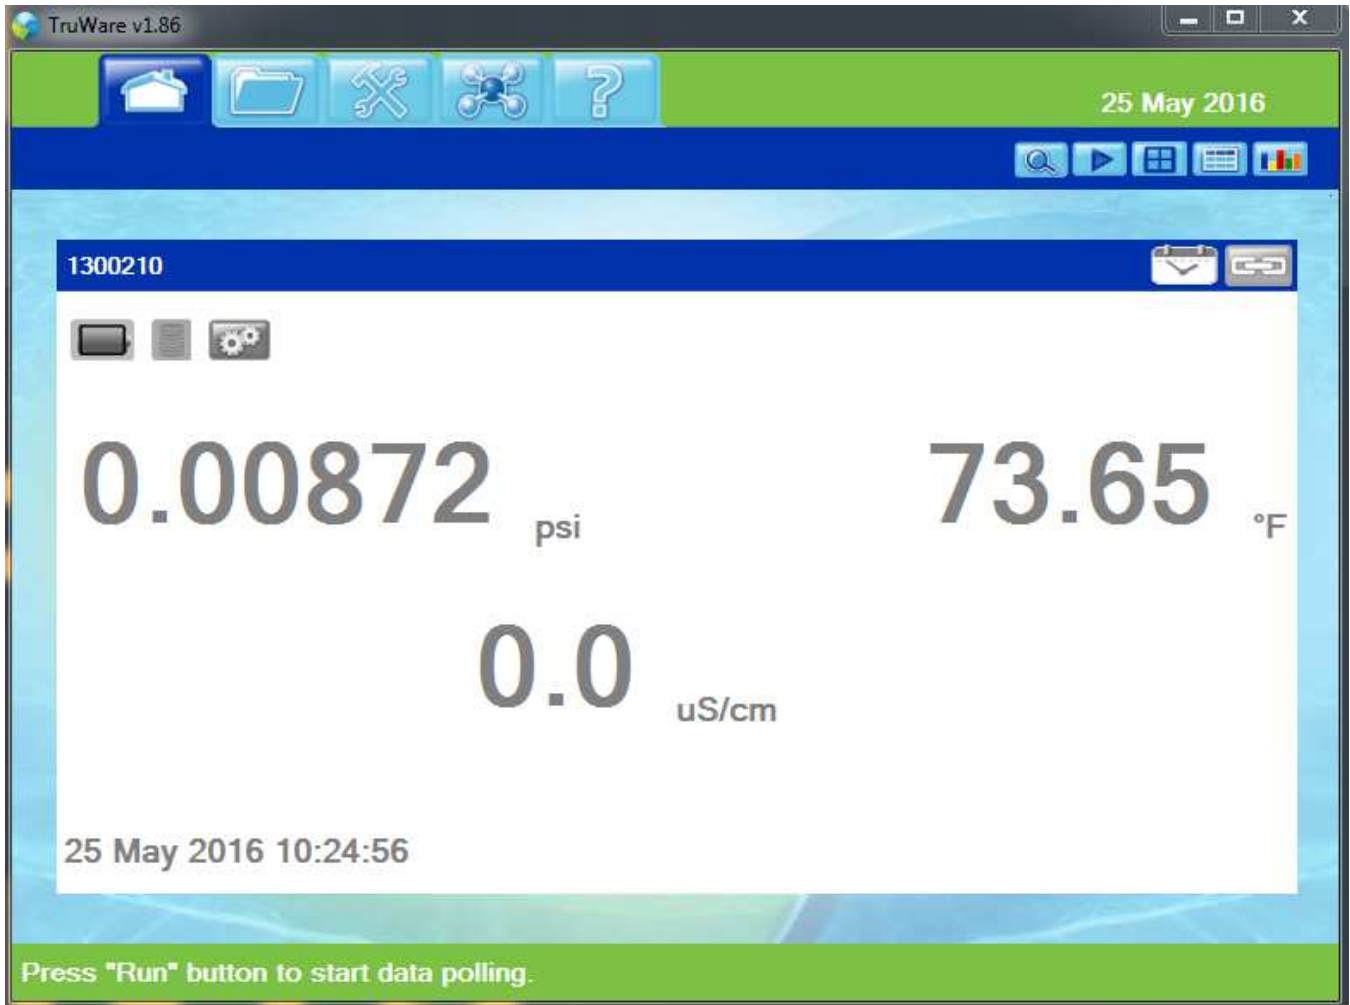 TruWare v1.86
25 May 2016
1300210
0.00872 psi
73.65 °F
0.0 uS/cm
25 May 2016 10:24:56
Press "Run" button to start data polling.